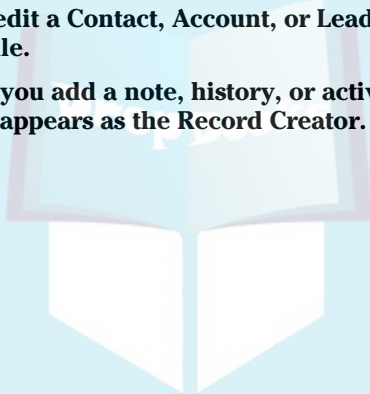 edit a Contact, Account, or Lead
le.
you add a note, history, or activ
appears as the Record Creator.